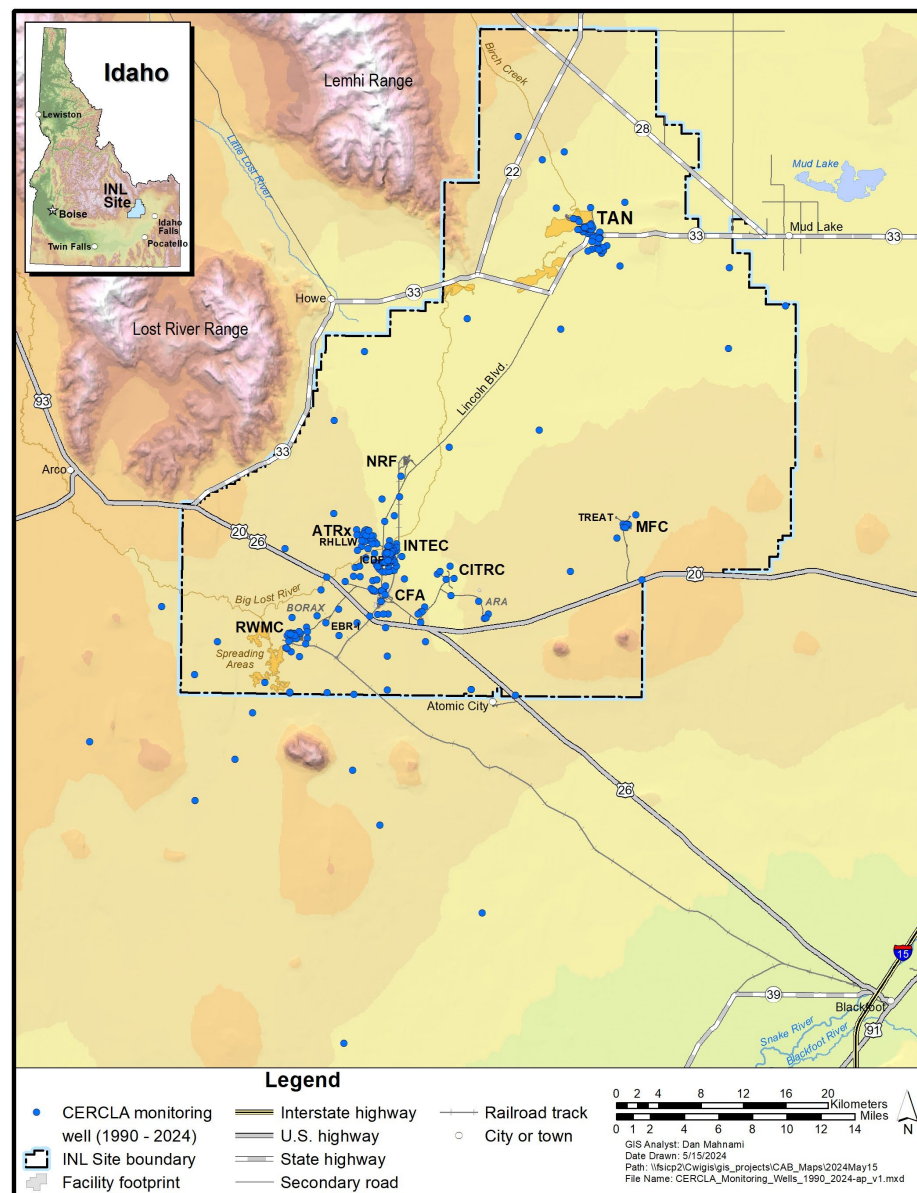 Idaho
Lewiston
INL
Site
Boise
Idaho
Falls
Twin Falls
Pocatello
Lemhi Range
Birch Creek
28
22
Little Lost River
Mud Lake
TAN
33
Mud Lake
33
Howe
33
Lost River Range
Lincoln Blvd.
93
33
Arco
NRF
TREAT
MFC
20
26
ATRx
RHLLW
INTEC
ICDF
CITRC
20
Big Lost River
CFA
BORAX
ARA
RWMC
EBR-I
Spreading
Areas
Atomic City
26
15
39
Blackfoot
Snake River
Blackfoot River
91
Legend
CERCLA monitoring
well (1990 - 2024)
INL Site boundary
Facility footprint
Interstate highway
U.S. highway
State highway
Secondary road
Railroad track
City or town
0 2 4 8 12 16 20
Kilometers
0 1 2 4 6 8 10 12 14
Miles
N
GIS Analyst: Dan Mahnami
Date Drawn: 5/15/2024
Path: \\fsicp2\Cwigis\gis_projects\CAB_Maps\2024May15
File Name: CERCLA_Monitoring_Wells_1990_2024-ap_v1.mxd